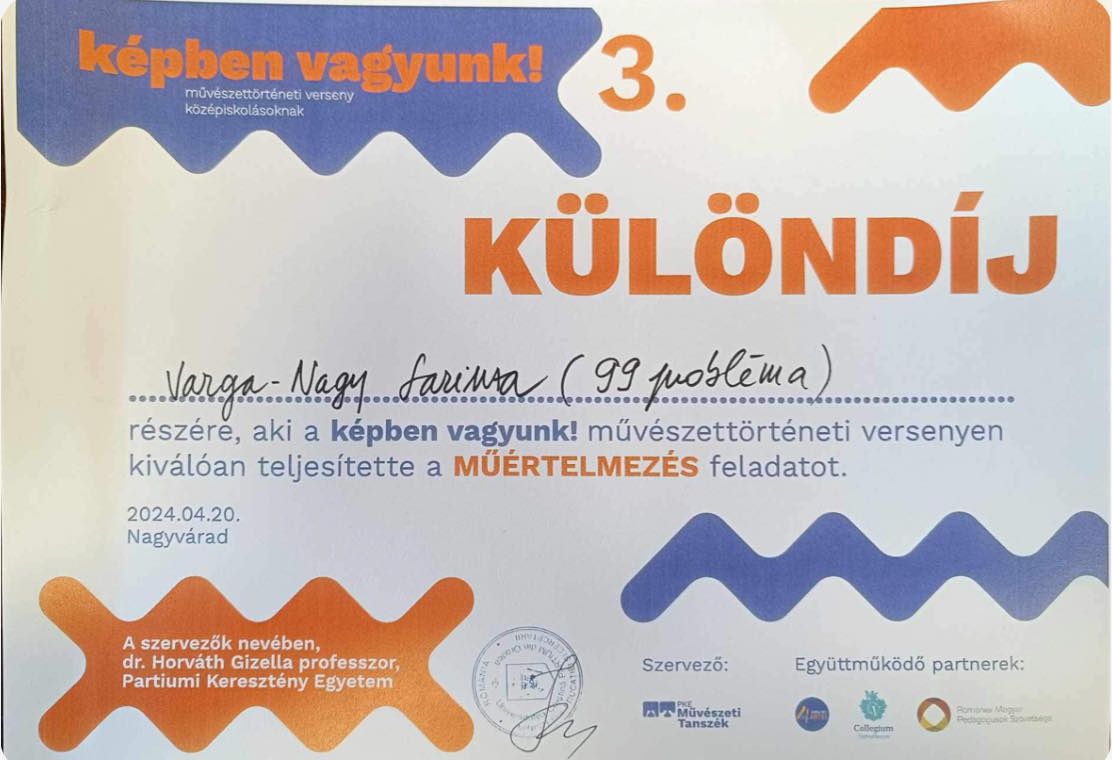 képben vagyunk!
művészettörténeti verseny
középiskolásoknak
3.
KÜLÖNDÍJ
Varga-Nagy Sarissa (99 probléma)
részére, aki a képben vagyunk! művészettörténeti versenyen
kiválóan teljesítette a MŰÉRTELMEZÉS feladatot.
2024.04.20.
Nagyvárad
A szervezők nevében,
dr. Horváth Gizella professzor,
Partiumi Keresztény Egyetem
ROMÂNIA
Szervező:
PKE
Művészeti
Tanszék
Együttműködő partnerek:
Collegium
Romániai Magyar
Pedagógusok Szövetsége